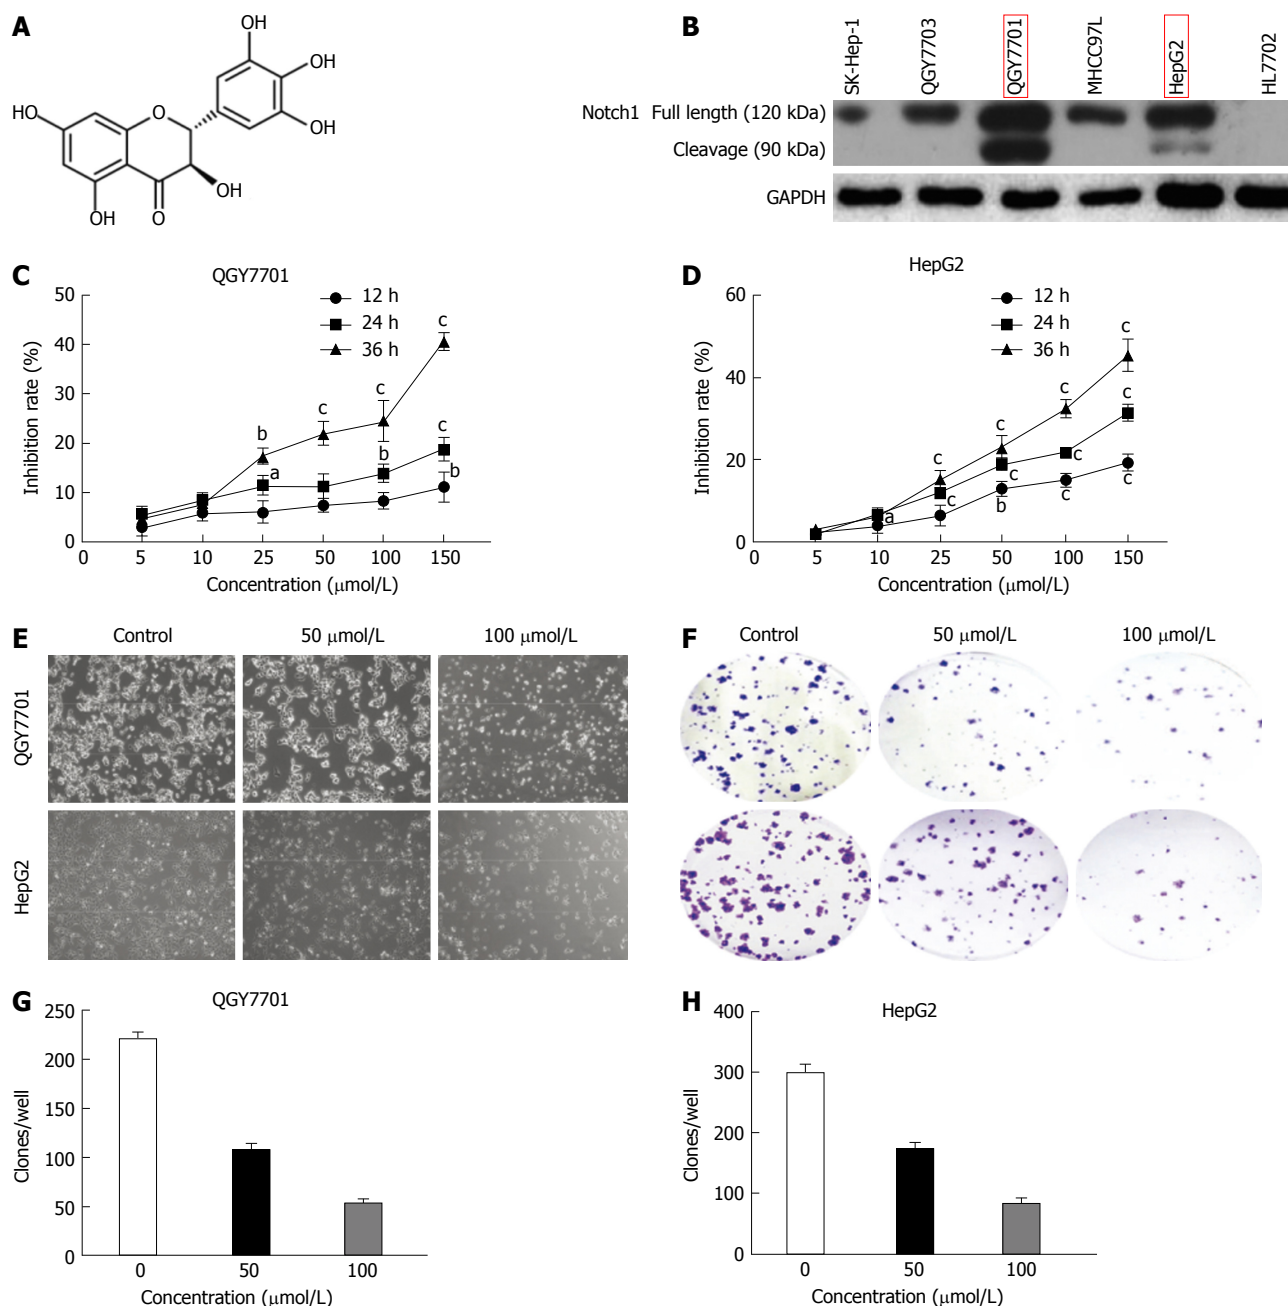 A
OH
OH
HO
O
OH
OH
OH
O
B
SK-Hep-1
QGY7703
QGY7701
MHCC97L
HepG2
HL7702
Notch1 Full length (120 kDa)
Cleavage (90 kDa)
GAPDH
C
QGY7701
Inhibition rate (%)
50
40
30
20
10
0
12 h
24 h
36 h
b
c
c
c
a
b
c
b
0 5 10 25 50 100 150
Concentration (μmol/L)
D
HepG2
Inhibition rate (%)
60
40
20
0
12 h
24 h
36 h
c
c
c
c
c
a
c
c
c
b
c
c
0 5 10 25 50 100 150
Concentration (μmol/L)
E
Control 50 μmol/L 100 μmol/L
QGY7701
HepG2
F
Control 50 μmol/L 100 μmol/L
G
QGY7701
Clones/well
250
200
150
100
50
0
0 50 100
Concentration (μmol/L)
H
HepG2
Clones/well
400
300
200
100
0
0 50 100
Concentration (μmol/L)